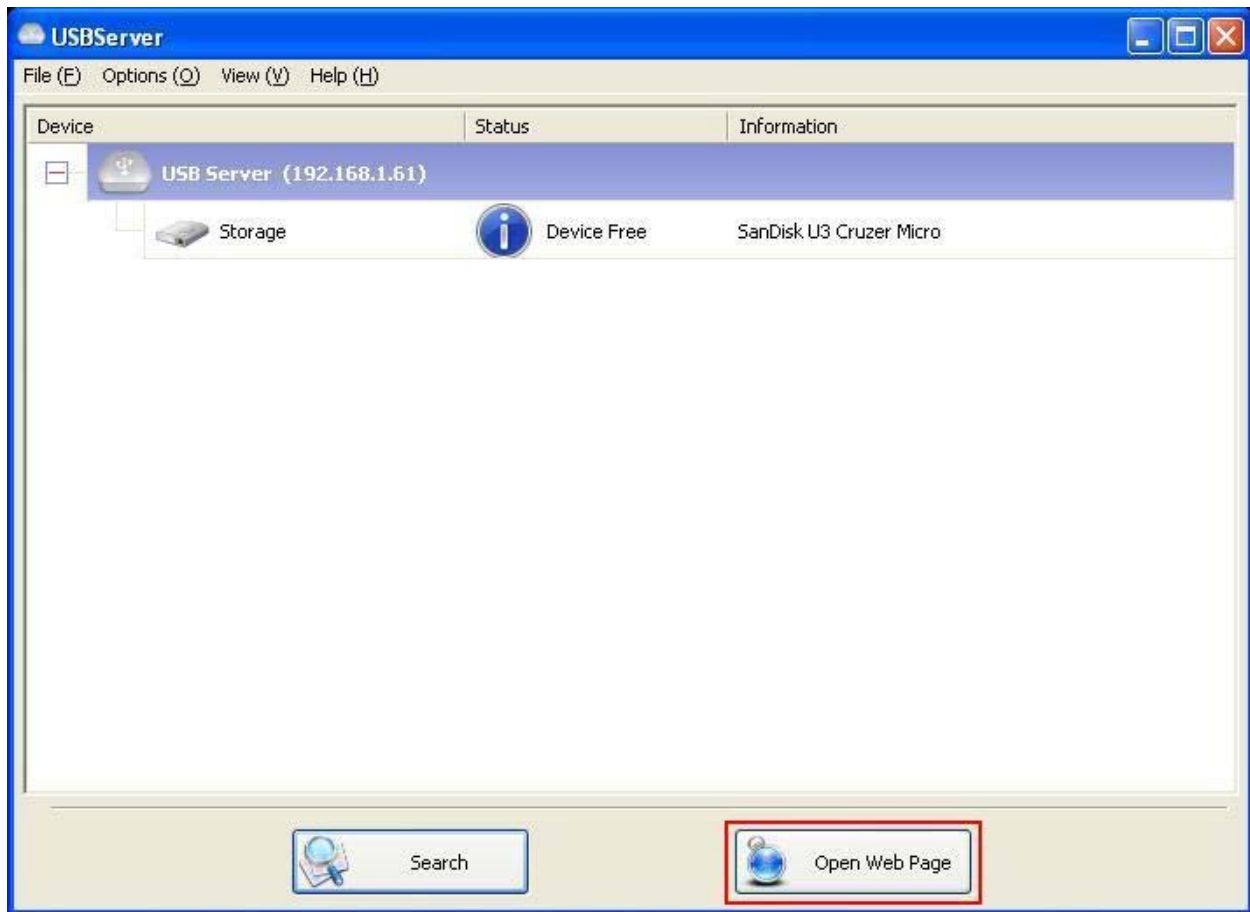 USBServer
File (F) Options (O) View (V) Help (H)
Device Status Information
USB Server (192.168.1.61)
Storage Device Free SanDisk U3 Cruzer Micro
Search Open Web Page